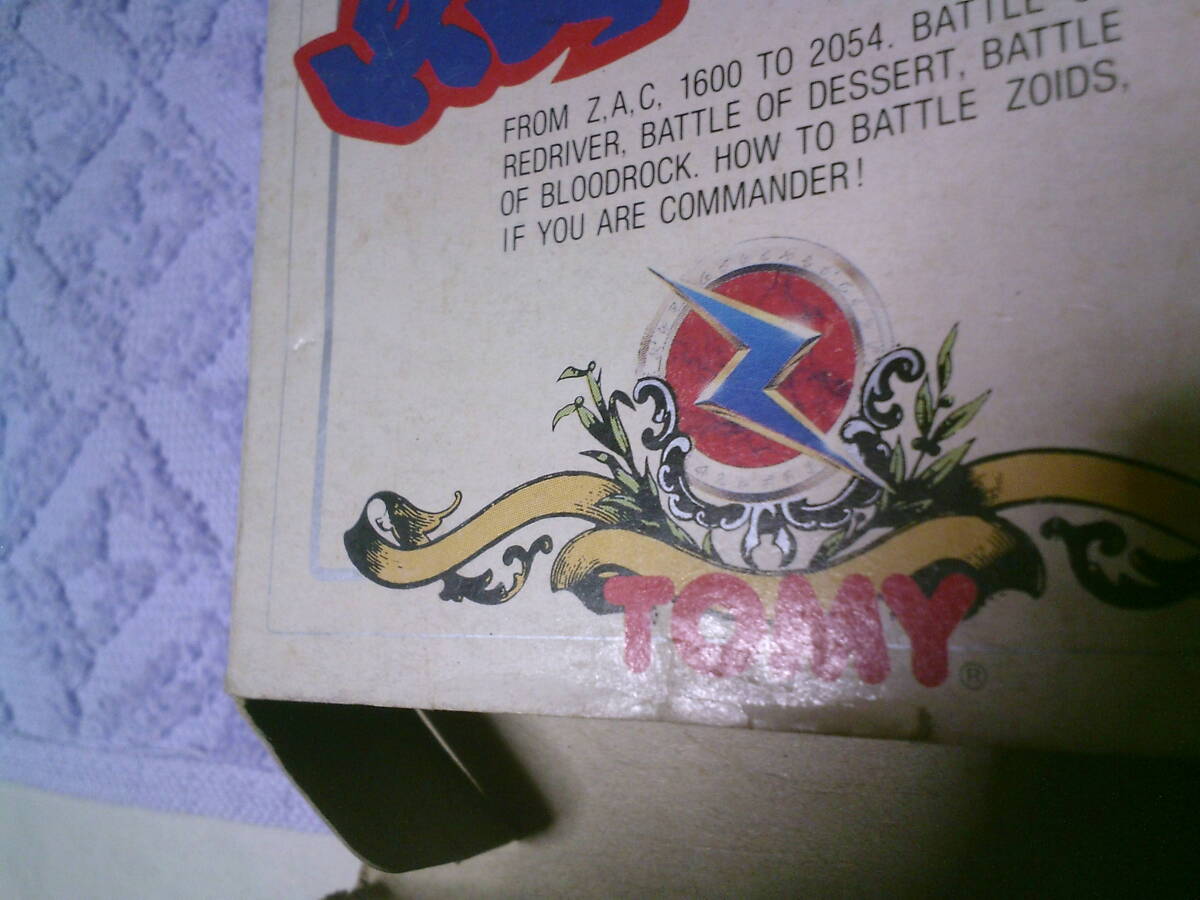 FROM Z,A,C, 1600 TO 2054. BATTLE
REDRIVER, BATTLE OF DESSERT, BATTLE
OF BLOODROCK. HOW TO BATTLE ZOIDS,
IF YOU ARE COMMANDER!
TOMY®